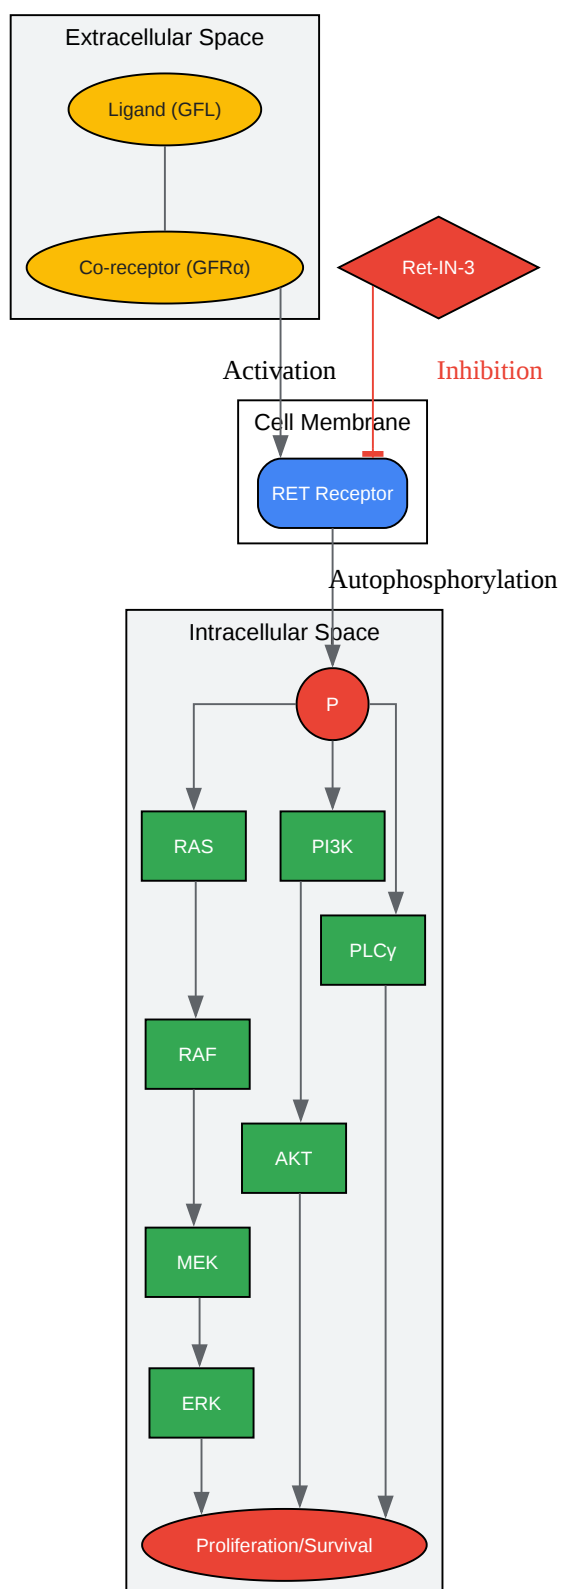 Extracellular Space
Ligand (GFL)
Co-receptor (GFRα)
Ret-IN-3
Activation
Inhibition
Cell Membrane
RET Receptor
Autophosphorylation
Intracellular Space
P
RAS
PI3K
PLCγ
RAF
AKT
MEK
ERK
Proliferation/Survival